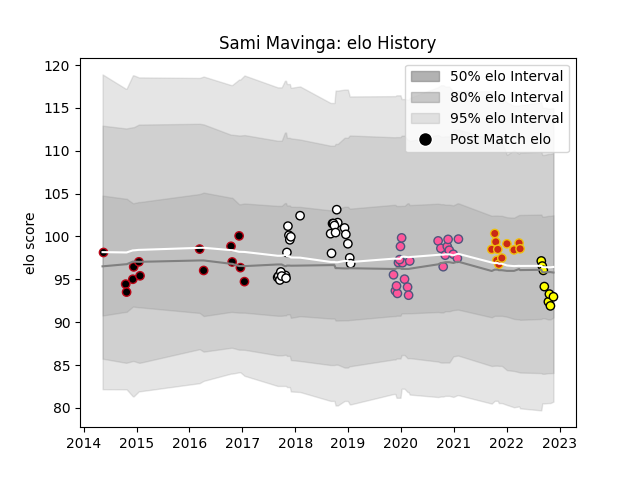 Sami Mavinga: elo History
50% elo Interval
80% elo Interval
95% elo Interval
Post Match elo
elo score
120
115
110
105
100
95
90
85
80
2014 2015 2016 2017 2018 2019 2020 2021 2022 2023